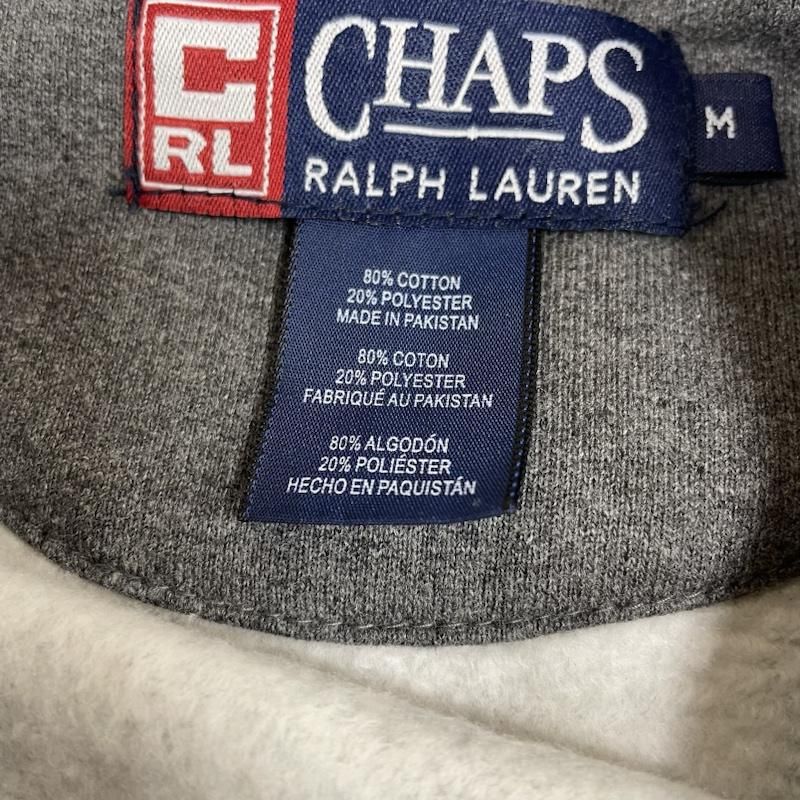 C
RL
CHAPS
RALPH LAUREN
M
80% COTTON
20% POLYESTER
MADE IN PAKISTAN
80% COTON
20% POLYESTER
FABRIQUÉ AU PAKISTAN
80% ALGODÓN
20% POLIÉSTER
HECHO EN PAQUISTÁN